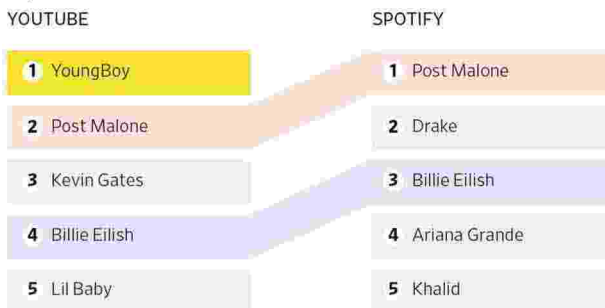 YOUTUBE
1 YoungBoy
2 Post Malone
3 Kevin Gates
4 Billie Eilish
5 Lil Baby
SPOTIFY
1 Post Malone
2 Drake
3 Billie Eilish
4 Ariana Grande
5 Khalid